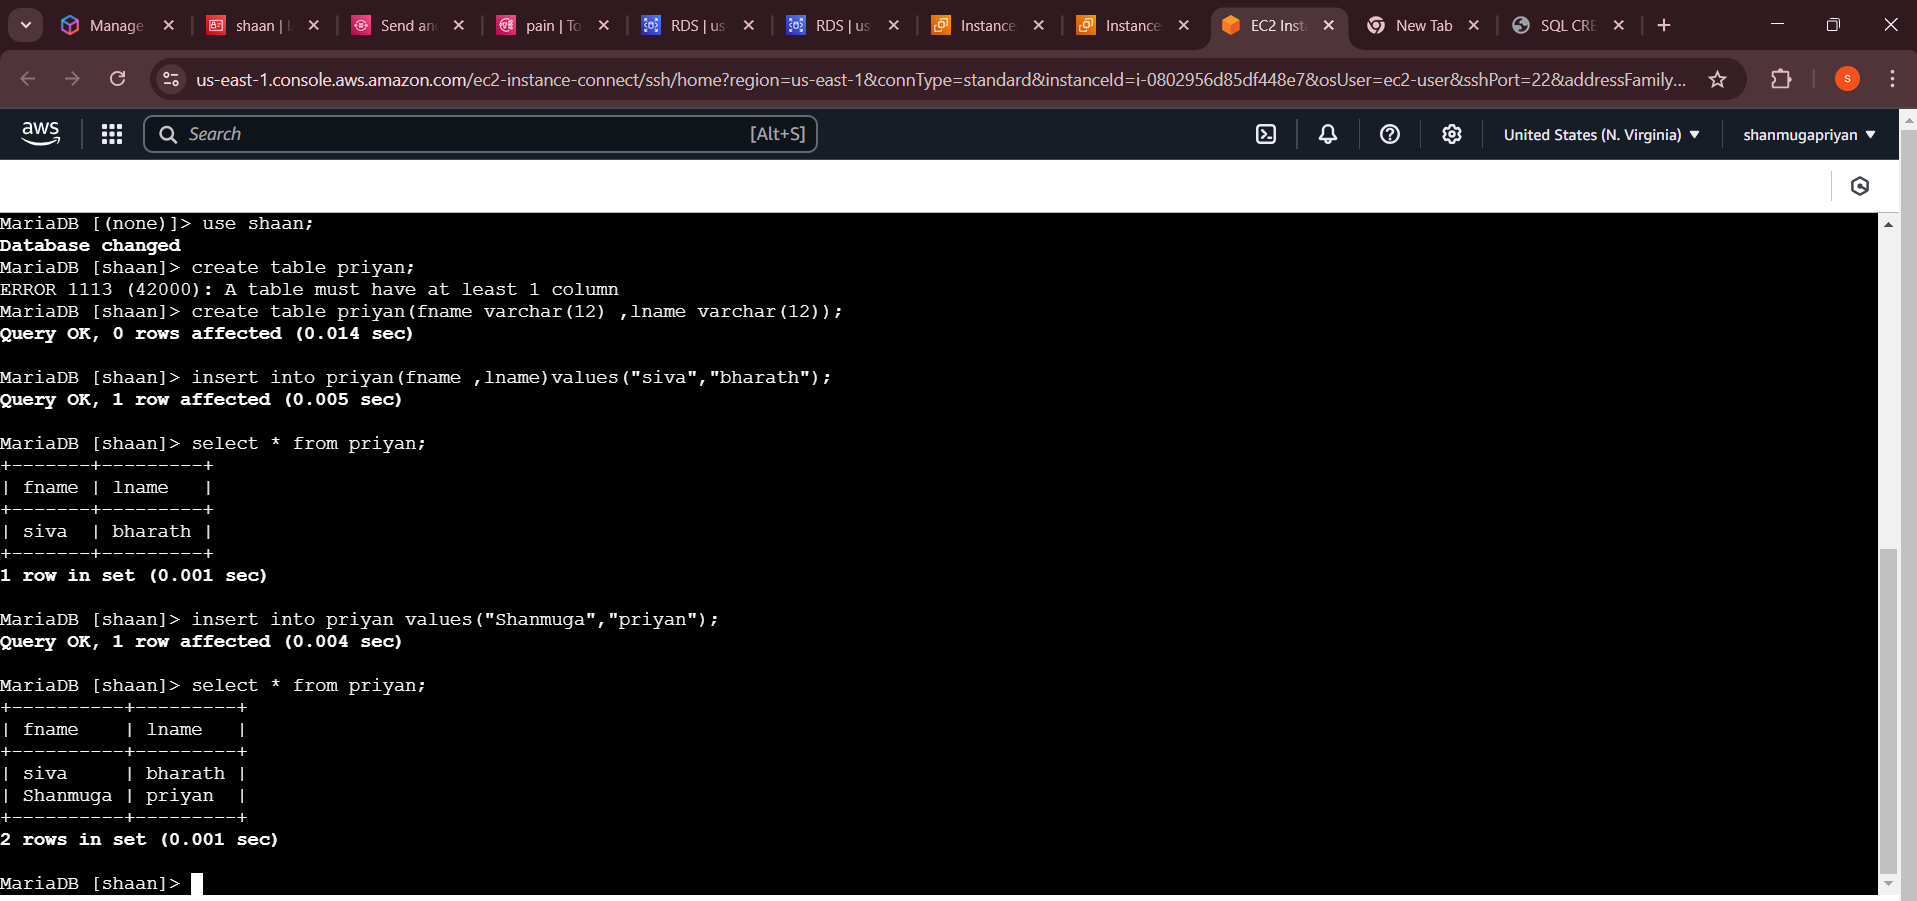 Manage
shaan | 
Send an
pain | To
RDS | us
RDS | us
Instance
Instance
EC2 Inst
New Tab
SQL CRE
us-east-1.console.aws.amazon.com/ec2-instance-connect/ssh/home?region=us-east-1&connType=standard&instanceId=i-0802956d85df448e7&osUser=ec2-user&sshPort=22&addressFamily...
S
aws
Search
[Alt+S]
United States (N. Virginia)
shanmugapriyan
MariaDB [(none)]> use shaan;
Database changed
MariaDB [shaan]> create table priyan;
ERROR 1113 (42000): A table must have at least 1 column
MariaDB [shaan]> create table priyan(fname varchar(12) ,lname varchar(12));
Query OK, 0 rows affected (0.014 sec)
MariaDB [shaan]> insert into priyan(fname ,lname)values("siva","bharath");
Query OK, 1 row affected (0.005 sec)
MariaDB [shaan]> select * from priyan;
+-------+---------+
| fname | lname   |
+-------+---------+
| siva  | bharath |
+-------+---------+
1 row in set (0.001 sec)
MariaDB [shaan]> insert into priyan values("Shanmuga","priyan");
Query OK, 1 row affected (0.004 sec)
MariaDB [shaan]> select * from priyan;
+----------+---------+
| fname    | lname   |
+----------+---------+
| siva     | bharath |
| Shanmuga | priyan  |
+----------+---------+
2 rows in set (0.001 sec)
MariaDB [shaan]>